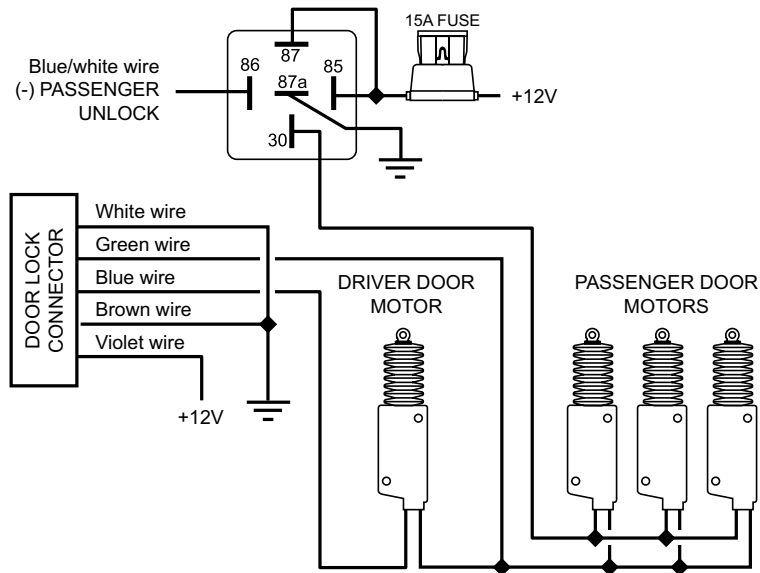 15A FUSE
87
Blue/white wire
(-) PASSENGER
UNLOCK
86
87a
85
+12V
30
DOOR LOCK
CONNECTOR
White wire
Green wire
Blue wire
Brown wire
Violet wire
+12V
DRIVER DOOR
MOTOR
PASSENGER DOOR
MOTORS